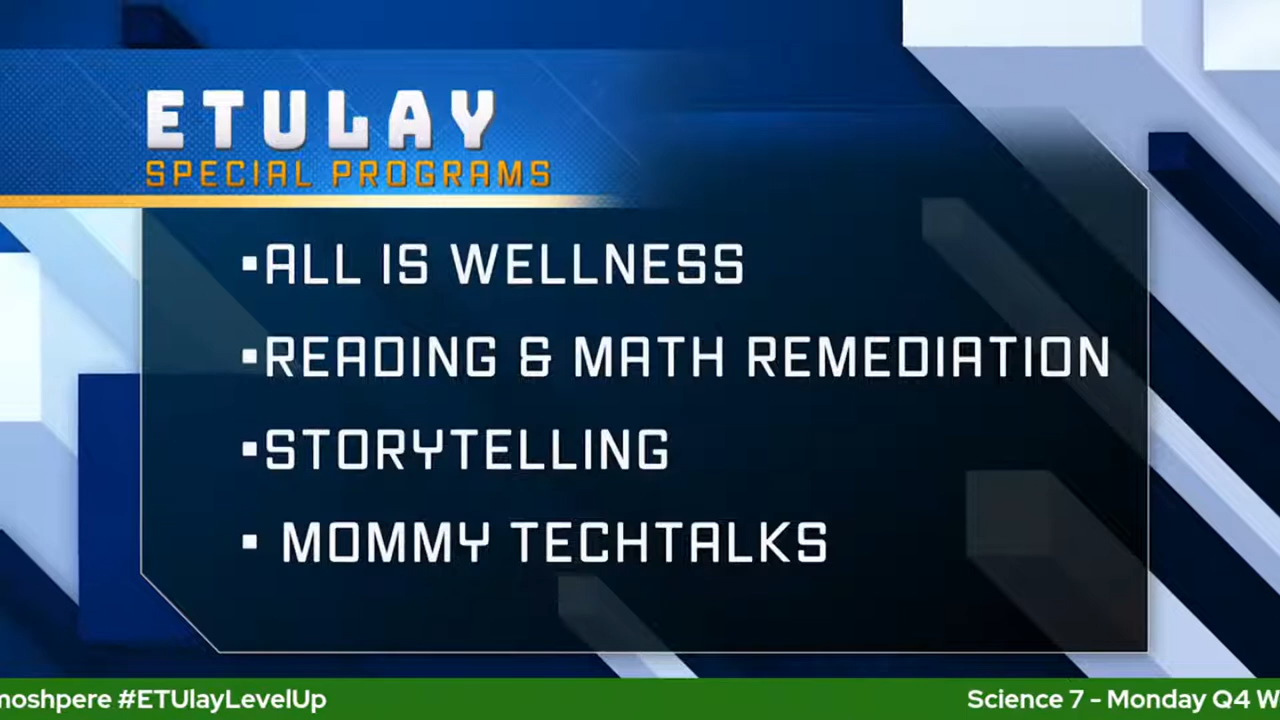 ETULAY
SPECIAL PROGRAMS
▪ALL IS WELLNESS
▪READING & MATH REMEDIATION
▪STORYTELLING
▪ MOMMY TECHTALKS
moshpere #ETUlayLevelUp
Science 7 - Monday Q4 W